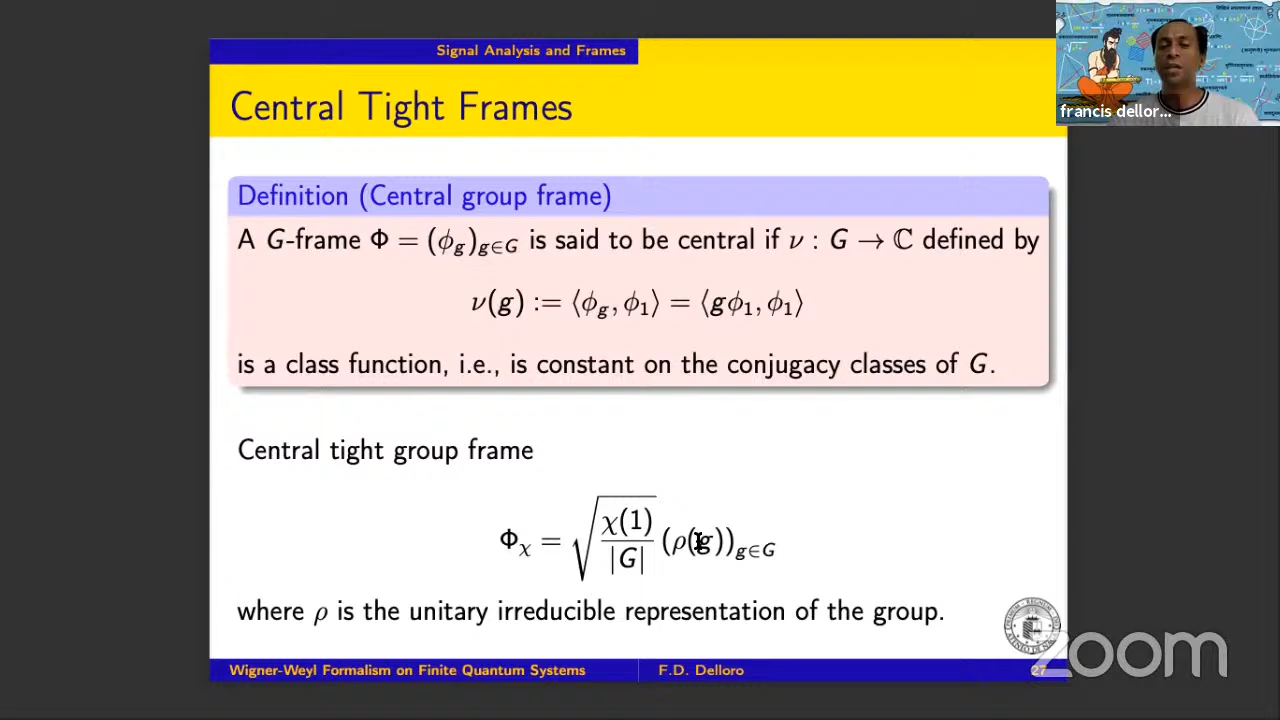 Signal Analysis and Frames
Central Tight Frames
Definition (Central group frame)
A G-frame Φ = (ϕ_g)_{g∈G} is said to be central if ν : G → ℂ defined by
ν(g) := ⟨ϕ_g, ϕ_1⟩ = ⟨gϕ_1, ϕ_1⟩
is a class function, i.e., is constant on the conjugacy classes of G.
Central tight group frame
Φ_χ = √(χ(1)/|G|) (ρ(g))_{g∈G}
where ρ is the unitary irreducible representation of the group.
Wigner-Weyl Formalism on Finite Quantum Systems
F.D. Delloro
27
zoom
francis dellor...